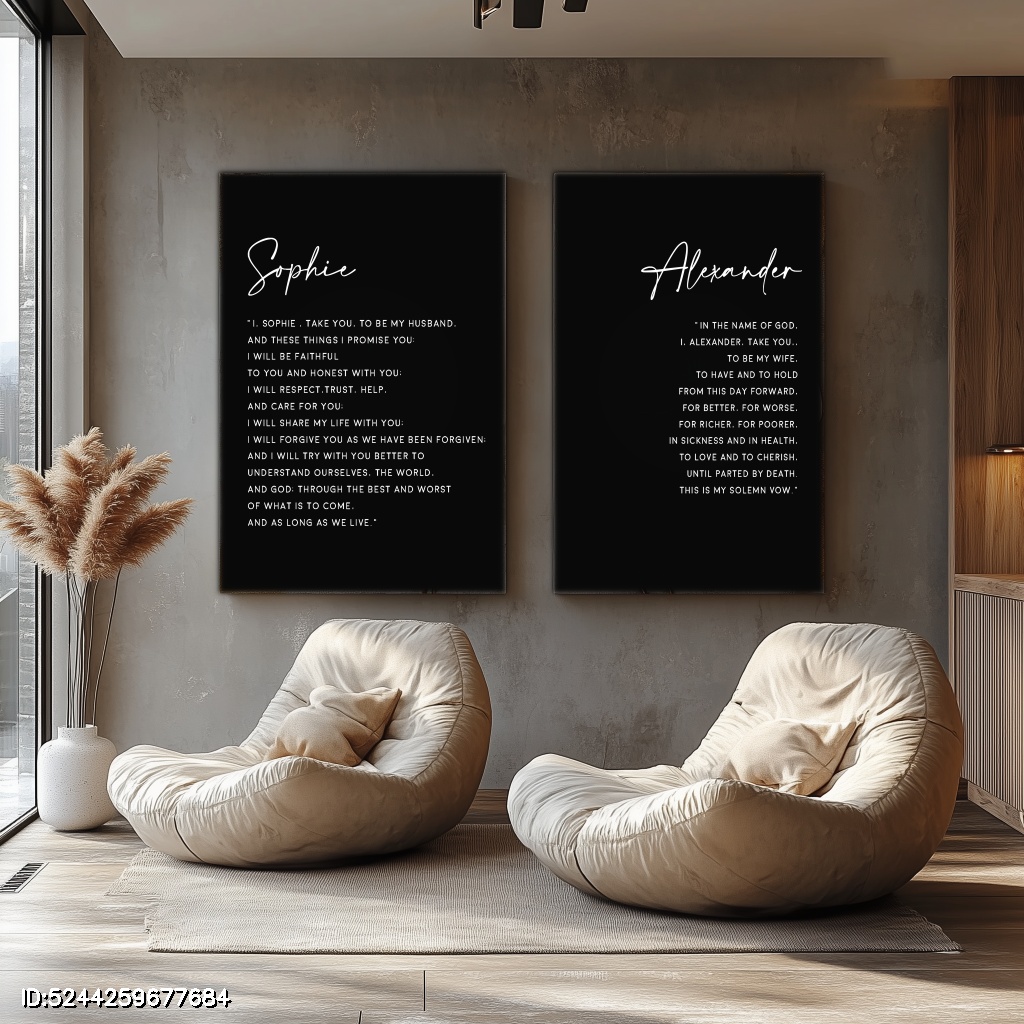 Sophie
"I. SOPHIE . TAKE YOU. TO BE MY HUSBAND.
AND THESE THINGS I PROMISE YOU:
I WILL BE FAITHFUL
TO YOU AND HONEST WITH YOU;
I WILL RESPECT.TRUST. HELP.
AND CARE FOR YOU;
I WILL SHARE MY LIFE WITH YOU;
I WILL FORGIVE YOU AS WE HAVE BEEN FORGIVEN;
AND I WILL TRY WITH YOU BETTER TO
UNDERSTAND OURSELVES. THE WORLD.
AND GOD; THROUGH THE BEST AND WORST
OF WHAT IS TO COME.
AND AS LONG AS WE LIVE."
Alexander
"IN THE NAME OF GOD.
I. ALEXANDER. TAKE YOU..
TO BE MY WIFE.
TO HAVE AND TO HOLD
FROM THIS DAY FORWARD.
FOR BETTER. FOR WORSE.
FOR RICHER. FOR POORER.
IN SICKNESS AND IN HEALTH.
TO LOVE AND TO CHERISH.
UNTIL PARTED BY DEATH.
THIS IS MY SOLEMN VOW."
ID:5244259677684